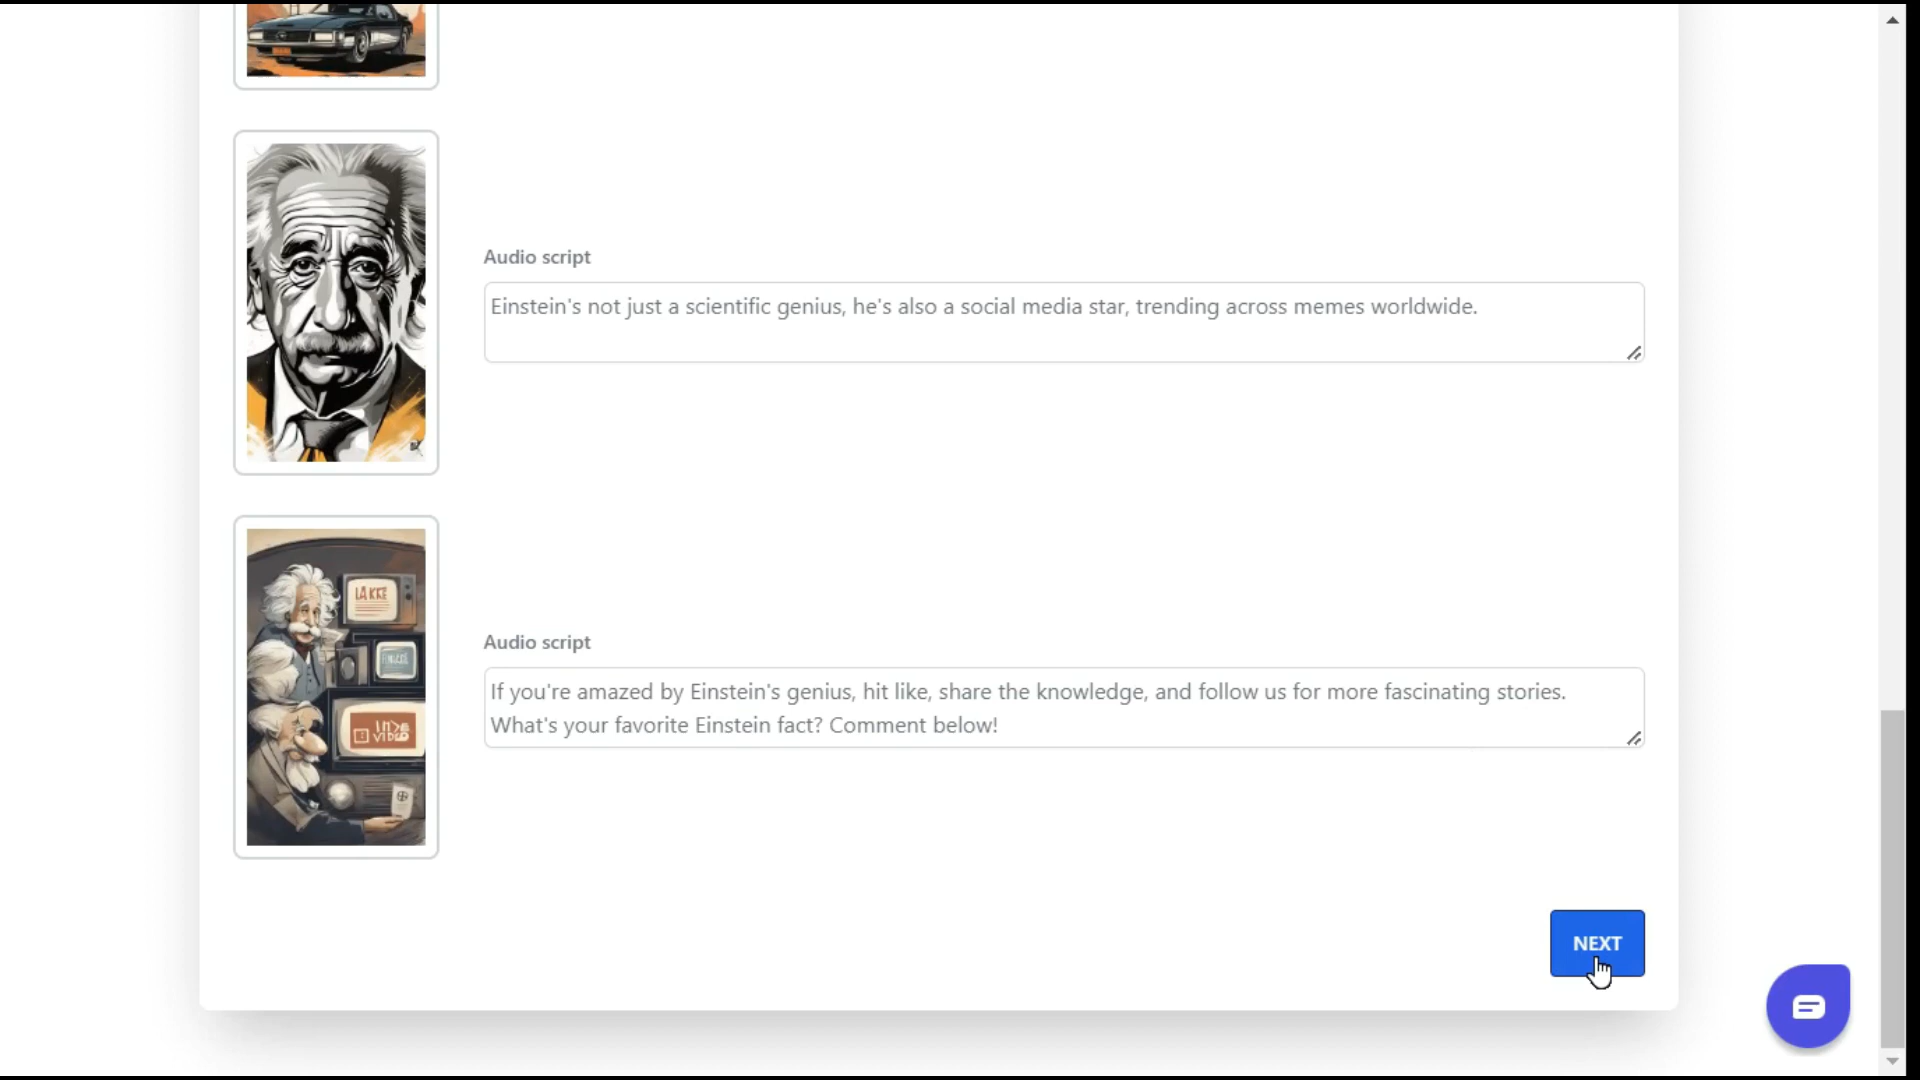 Audio script
Einstein's not just a scientific genius, he's also a social media star, trending across memes worldwide.
LA KRE
Audio script
If you're amazed by Einstein's genius, hit like, share the knowledge, and follow us for more fascinating stories.
What's your favorite Einstein fact? Comment below!
NEXT